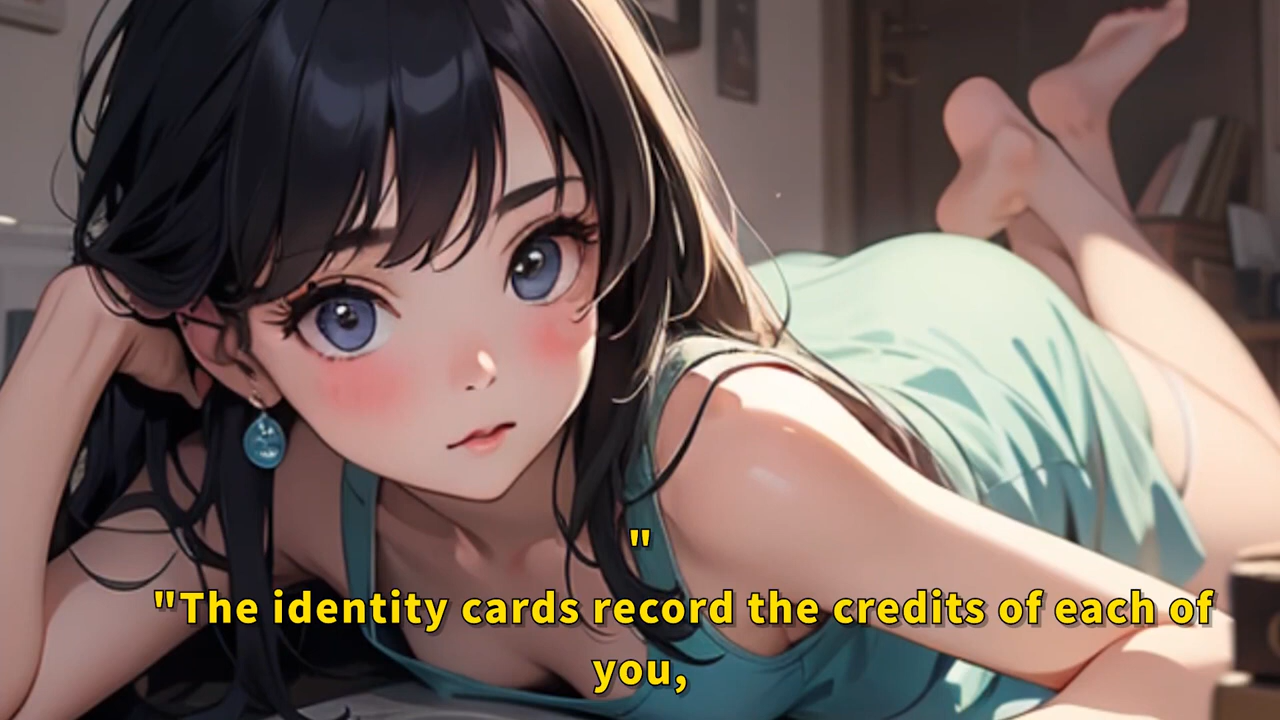 "
"The identity cards record the credits of each of
you,